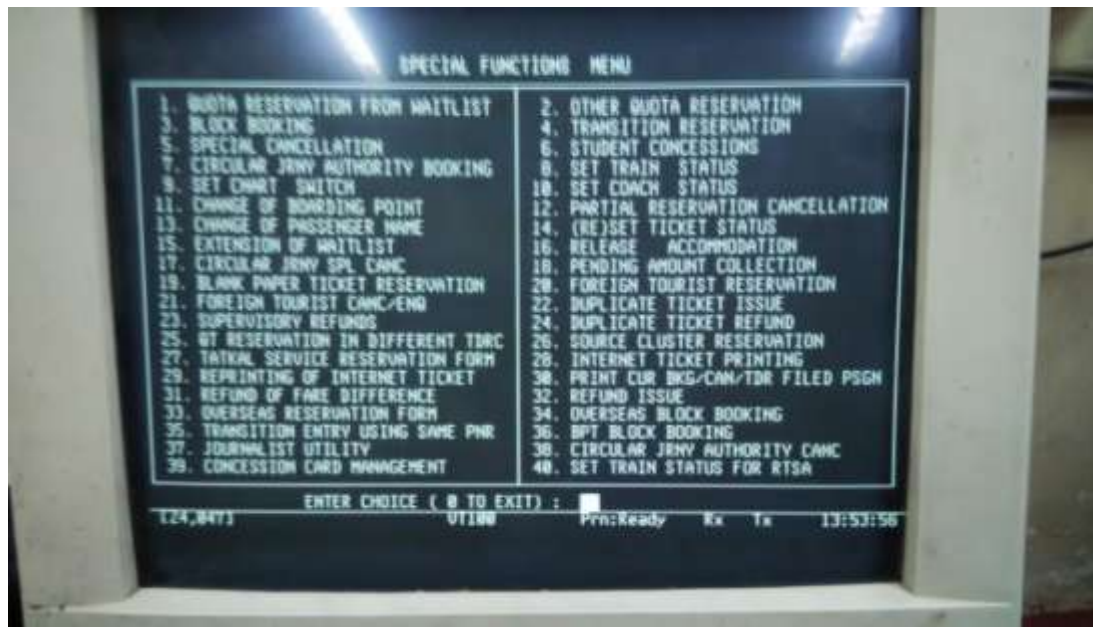 SPECIAL FUNCTIONS MENU
1. QUOTA RESERVATION FROM WAITLIST
2. OTHER QUOTA RESERVATION
3. BLOCK BOOKING
4. TRANSITION RESERVATION
5. SPECIAL CANCELLATION
6. STUDENT CONCESSIONS
7. CIRCULAR JRNY AUTHORITY BOOKING
8. SET TRAIN STATUS
9. SET CHART SWITCH
10. SET COACH STATUS
11. CHANGE OF BOARDING POINT
12. PARTIAL RESERVATION CANCELLATION
13. CHANGE OF PASSENGER NAME
14. (RE)SET TICKET STATUS
15. EXTENSION OF WAITLIST
16. RELEASE ACCOMMODATION
17. CIRCULAR JRNY SPL CANC
18. PENDING AMOUNT COLLECTION
19. BLANK PAPER TICKET RESERVATION
20. FOREIGN TOURIST RESERVATION
21. FOREIGN TOURIST CANC/ENQ
22. DUPLICATE TICKET ISSUE
23. SUPERVISORY REFUNDS
24. DUPLICATE TICKET REFUND
25. GT RESERVATION IN DIFFERENT TDRC
26. SOURCE CLUSTER RESERVATION
27. TATKAL SERVICE RESERVATION FORM
28. INTERNET TICKET PRINTING
29. REPRINTING OF INTERNET TICKET
30. PRINT CUR BKG/CAN/TDR FILED PSGN
31. REFUND OF FARE DIFFERENCE
32. REFUND ISSUE
33. OVERSEAS RESERVATION FORM
34. OVERSEAS BLOCK BOOKING
35. TRANSITION ENTRY USING SAME PNR
36. BPT BLOCK BOOKING
37. JOURNALIST UTILITY
38. CIRCULAR JRNY AUTHORITY CANC
39. CONCESSION CARD MANAGEMENT
40. SET TRAIN STATUS FOR RTSA
ENTER CHOICE ( 0 TO EXIT) :
[24,047] VT100 Prn:Ready Rx Tx 13:53:56